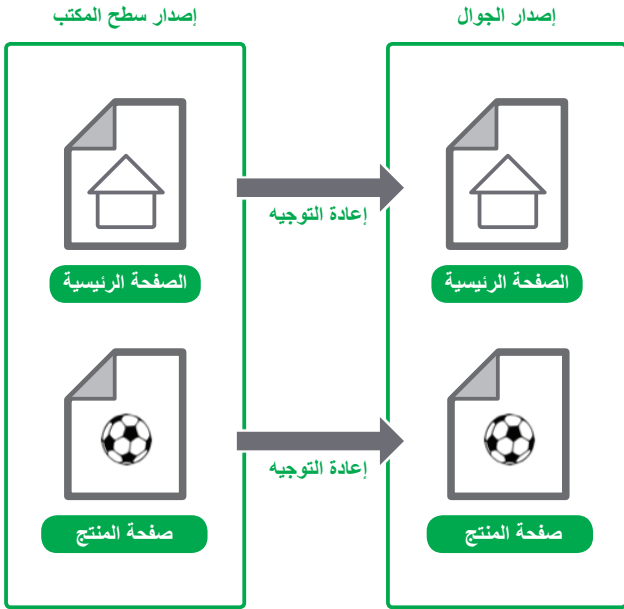 إصدار الجوال
إصدار سطح المكتب
إعادة التوجيه
الصفحة الرئيسية
الصفحة الرئيسية
إعادة التوجيه
صفحة المنتج
صفحة المنتج